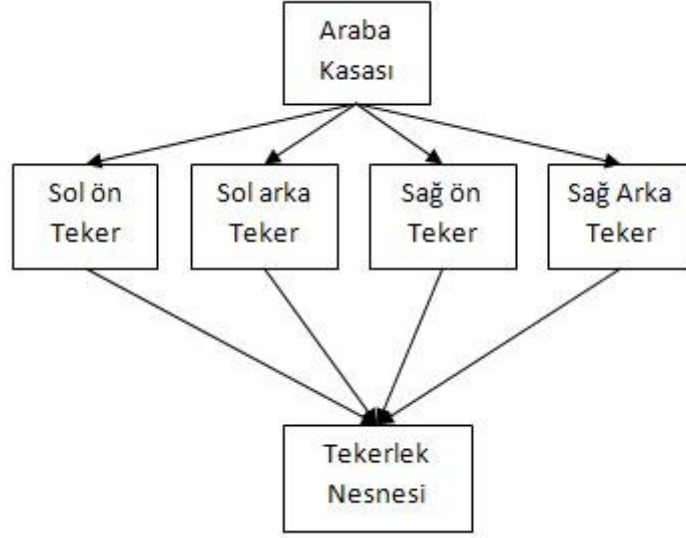 Araba
Kasası
Sol ön
Teker
Sol arka
Teker
Sağ ön
Teker
Sağ Arka
Teker
Tekerlek
Nesnesi